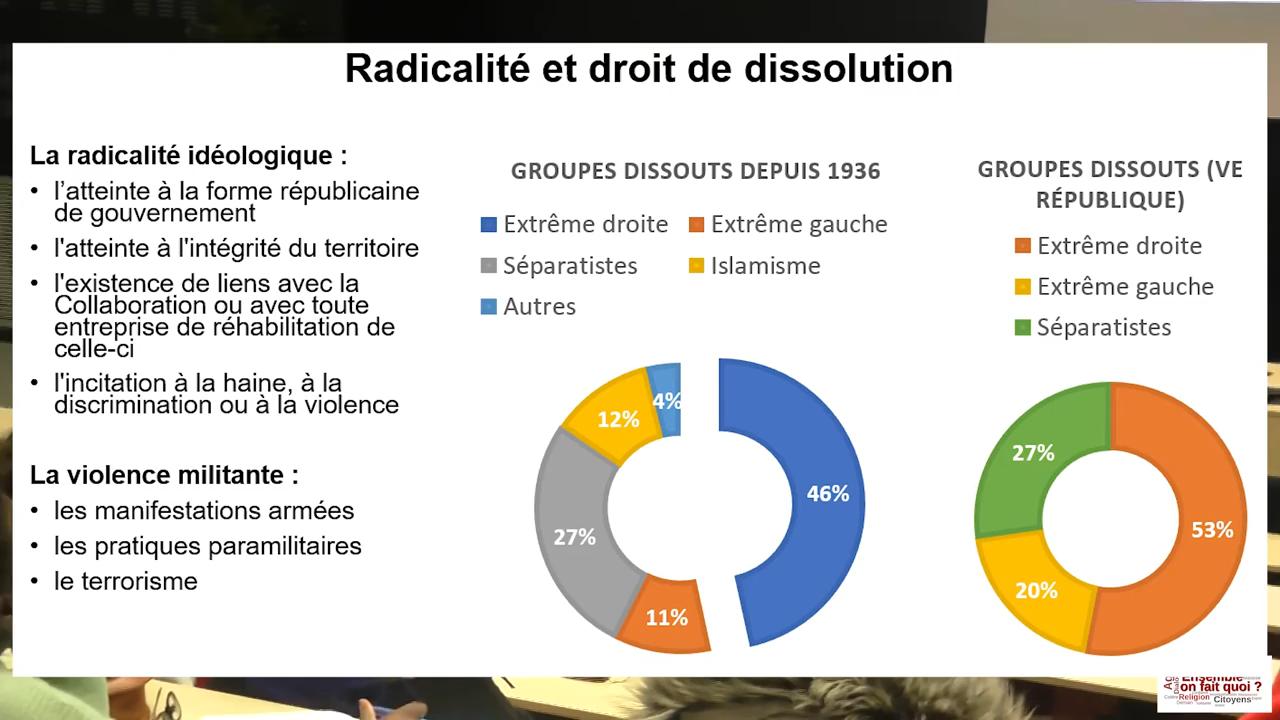 Radicalité et droit de dissolution
La radicalité idéologique :
• l’atteinte à la forme républicaine
de gouvernement
• l'atteinte à l'intégrité du territoire
• l'existence de liens avec la
Collaboration ou avec toute
entreprise de réhabilitation de
celle-ci
• l'incitation à la haine, à la
discrimination ou à la violence
La violence militante :
• les manifestations armées
• les pratiques paramilitaires
• le terrorisme
GROUPES DISSOUTS DEPUIS 1936
Extrême droite
Extrême gauche
Séparatistes
Islamisme
Autres
4%
12%
46%
27%
11%
GROUPES DISSOUTS (VE
RÉPUBLIQUE)
Extrême droite
Extrême gauche
Séparatistes
27%
53%
20%
Ensemble
on fait quoi ?
Religion Citoyens